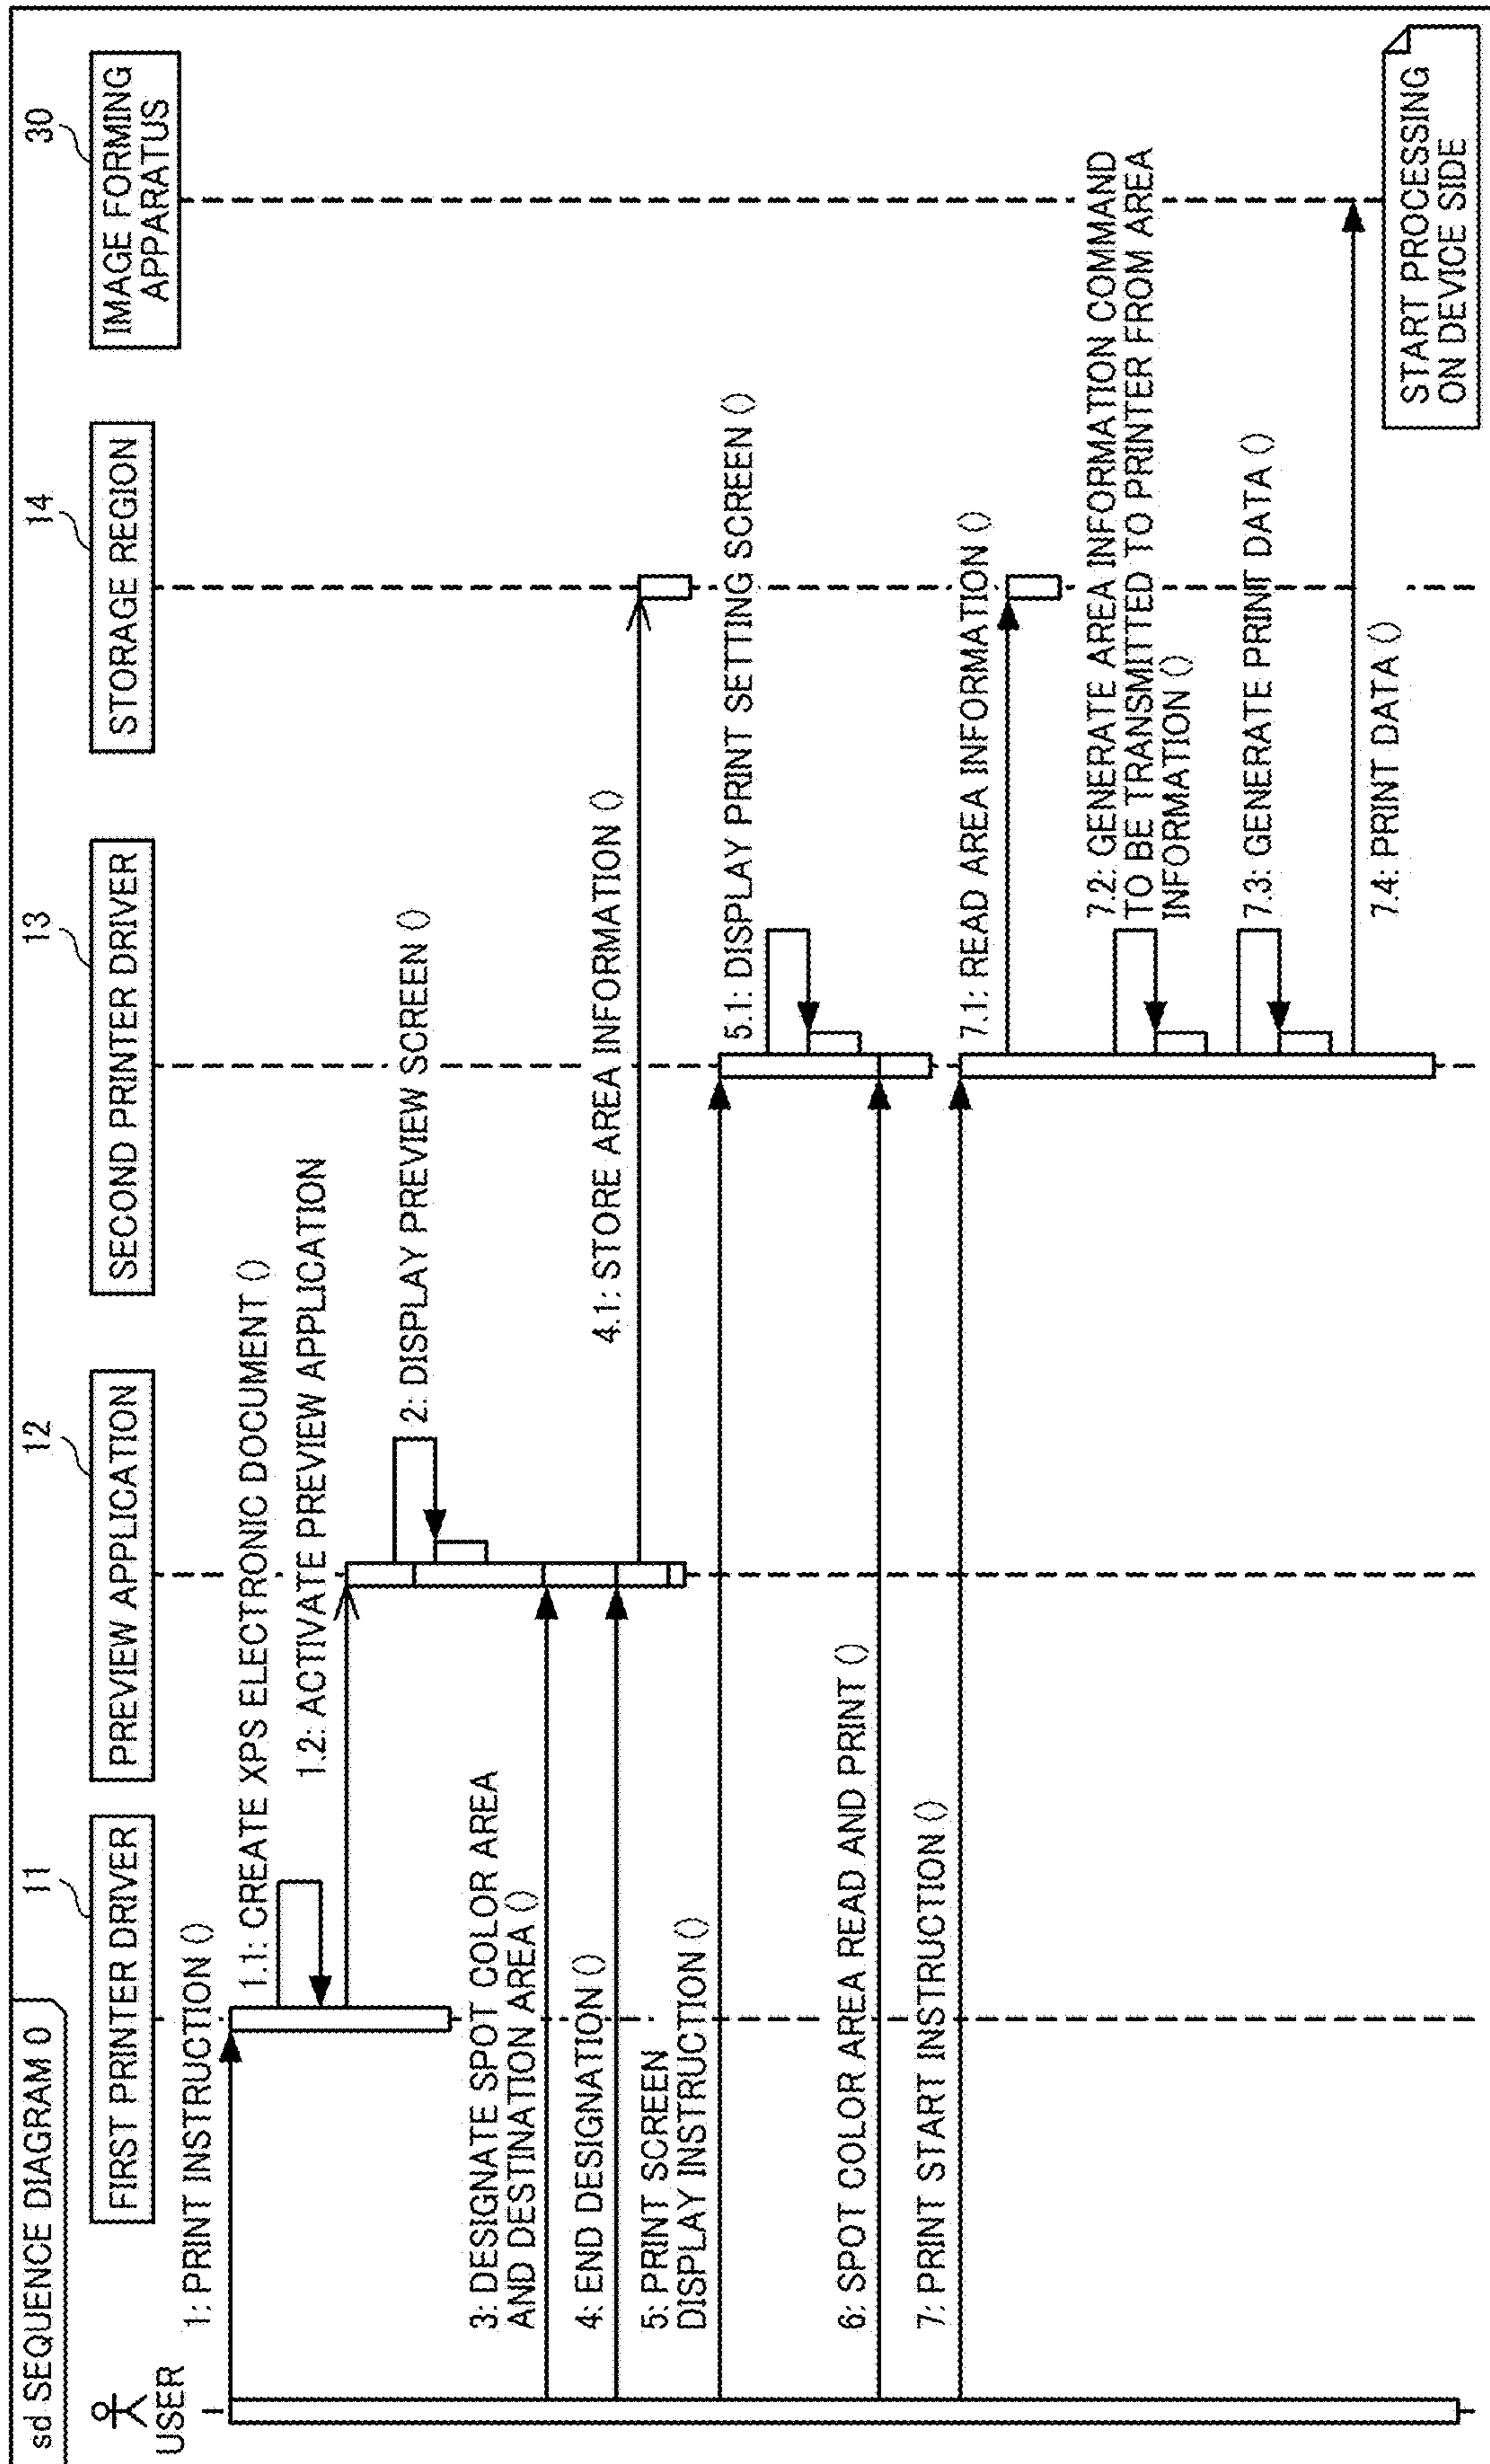 sd SEQUENCE DIAGRAM 0
USER
11
FIRST PRINTER DRIVER
12
PREVIEW APPLICATION
13
SECOND PRINTER DRIVER
14
STORAGE REGION
30
IMAGE FORMING
APPARATUS
1: PRINT INSTRUCTION ()
1.1: CREATE XPS ELECTRONIC DOCUMENT ()
1.2: ACTIVATE PREVIEW APPLICATION
2: DISPLAY PREVIEW SCREEN ()
3: DESIGNATE SPOT COLOR AREA
AND DESTINATION AREA ()
4: END DESIGNATION ()
4.1: STORE AREA INFORMATION ()
5: PRINT SCREEN
DISPLAY INSTRUCTION ()
5.1: DISPLAY PRINT SETTING SCREEN ()
6: SPOT COLOR AREA READ AND PRINT ()
7: PRINT START INSTRUCTION ()
7.1: READ AREA INFORMATION ()
7.2: GENERATE AREA INFORMATION COMMAND
TO BE TRANSMITTED TO PRINTER FROM AREA
INFORMATION ()
7.3: GENERATE PRINT DATA ()
7.4: PRINT DATA ()
START PROCESSING
ON DEVICE SIDE